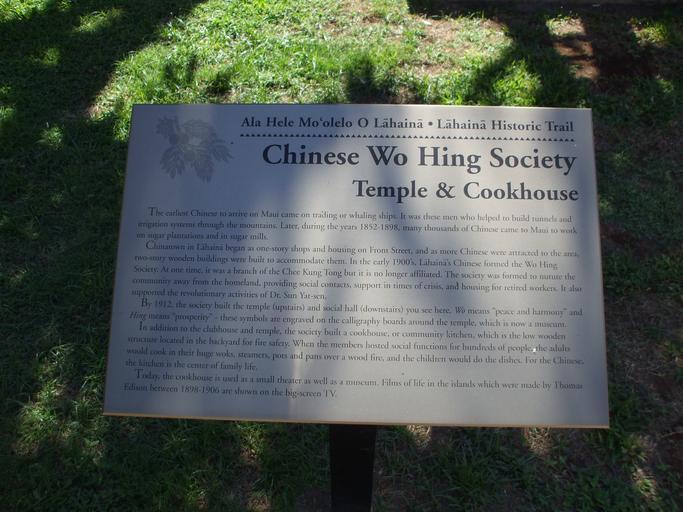 Ala Hele Moʻolelo O Lāhainā • Lāhainā Historic Trail
Chinese Wo Hing Society
Temple & Cookhouse
The earliest Chinese to arrive on Maui came on trailing or whaling ships. It was these men who helped to build tunnels and
irrigation systems through the mountains. Later, during the years 1852-1898, many thousands of Chinese came to Maui to work
on sugar plantations and in sugar mills.
Chinatown in Lāhainā began as one-story shops and housing on Front Street, and as more Chinese were attracted to the area,
two-story wooden buildings were built to accommodate them. In the early 1900's, Lāhainā's Chinese formed the Wo Hing
Society. At one time, it was a branch of the Chee Kung Tong but it is no longer affiliated. The society was formed to nuture the
community away from the homeland, providing social contacts, support in times of crisis, and housing for retired workers. It also
supported the revolutionary activities of Dr. Sun Yat-sen.
By 1912, the society built the temple (upstairs) and social hall (downstairs) you see here. Wo means "peace and harmony" and
Hing means "prosperity" - these symbols are engraved on the calligraphy boards around the temple, which is now a museum.
In addition to the clubhouse and temple, the society built a cookhouse, or community kitchen, which is the low wooden
structure located in the backyard for fire safety. When the members hosted social functions for hundreds of people, the adults
would cook in their huge woks, steamers, pots and pans over a wood fire, and the children would do the dishes. For the Chinese,
the kitchen is the center of family life.
Today, the cookhouse is used as a small theater as well as a museum. Films of life in the islands which were made by Thomas
Edison between 1898-1906 are shown on the big-screen TV.